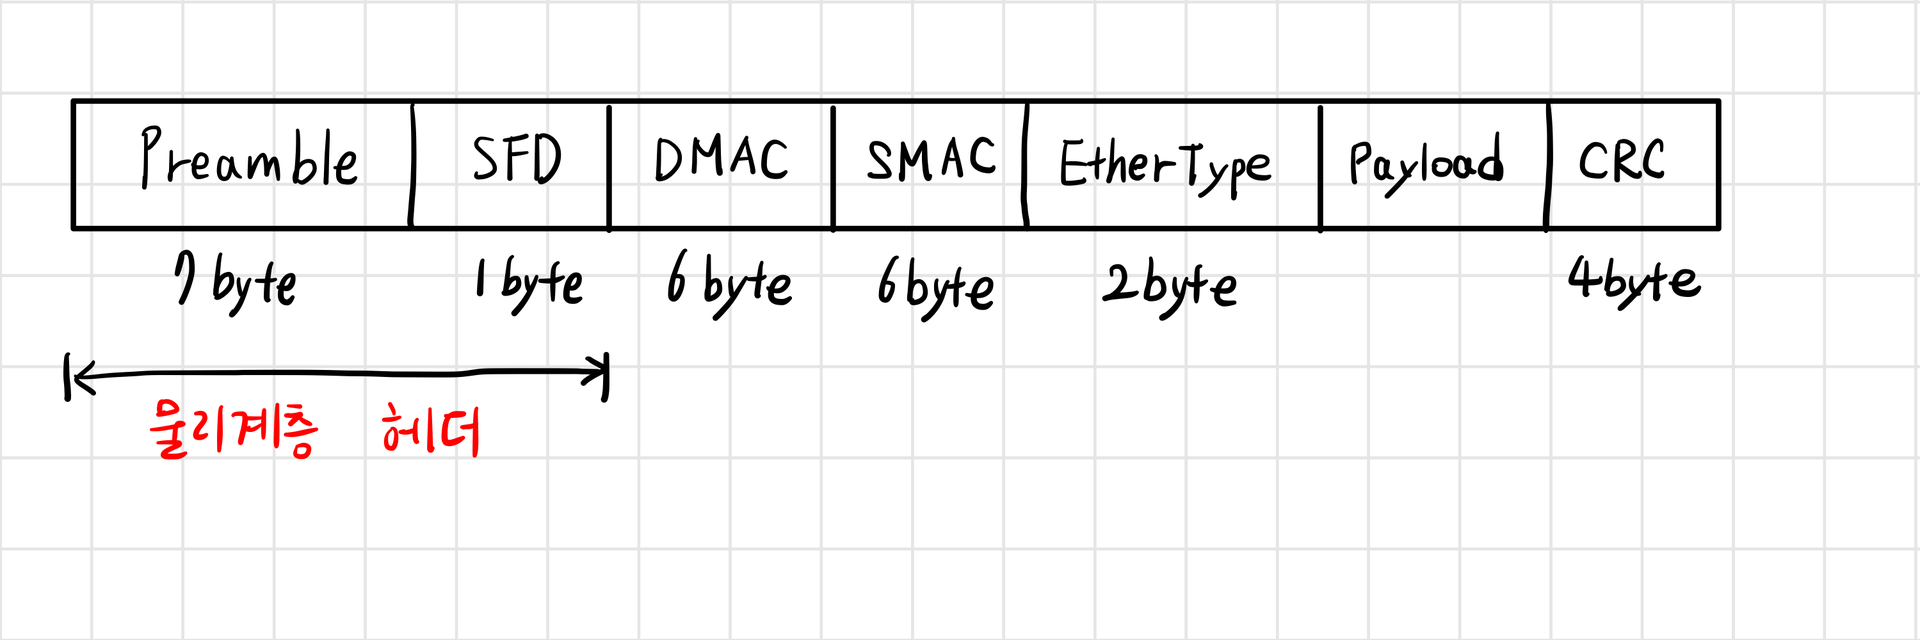 Preamble SFD DMAC SMAC EtherType Payload CRC
7 byte 1 byte 6 byte 6 byte 2 byte 4 byte
물리계층 헤더